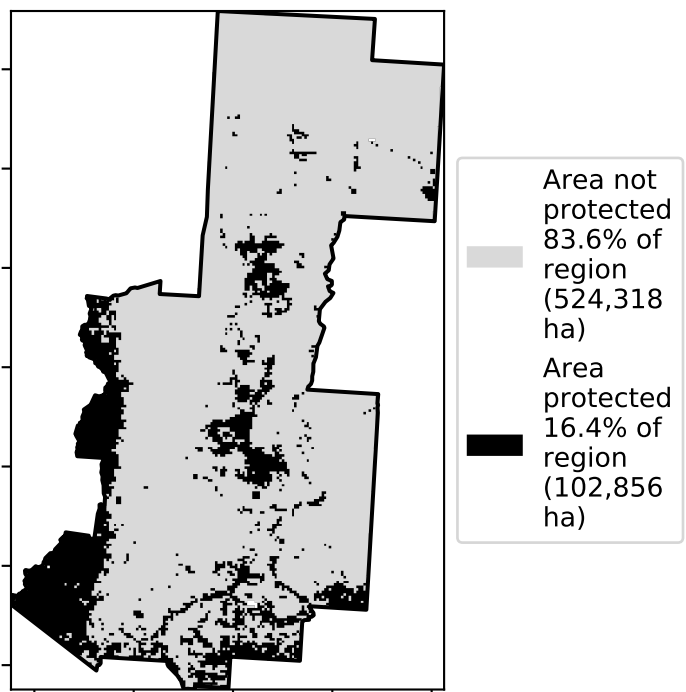 Area not
protected
83.6% of
region
(524,318
ha)
Area
protected
16.4% of
region
(102,856
ha)